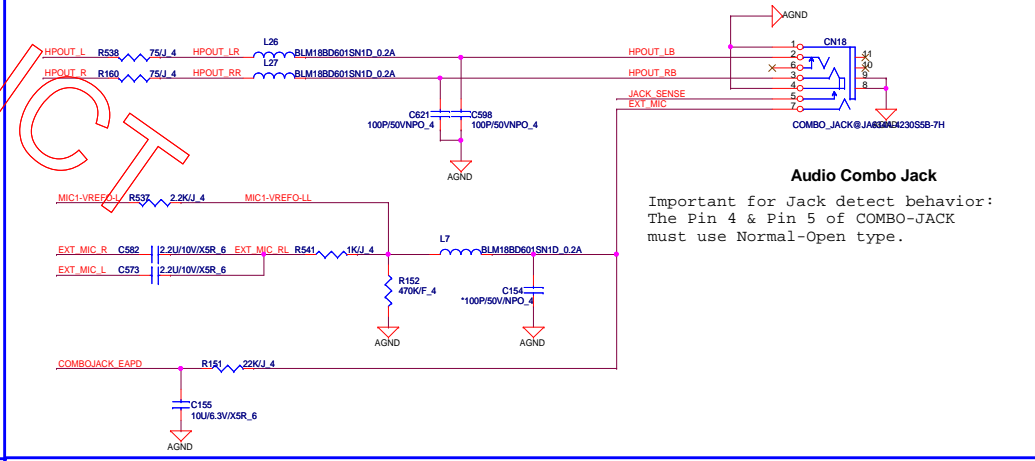 AGND
L26
HPOUT_L R538 75/J_4 HPOUT_LR BLM18BD601SN1D_0.2A HPOUT_LB
L27
HPOUT_R R160 75/J_4 HPOUT_RR BLM18BD601SN1D_0.2A HPOUT_RB
1 CN18
2 11
6 10
3 9
4 8
JACK_SENSE 5
EXT_MIC 7
C621 C598
100P/50VNPO_4 100P/50VNPO_4
COMBO_JACK@
AGND
AGND
Audio Combo Jack
Important for Jack detect behavior:
The Pin 4 & Pin 5 of COMBO-JACK
must use Normal-Open type.
MIC1-VREFO-L R537 2.2K/J_4 MIC1-VREFO-LL
L7
EXT_MIC_R C582 2.2U/10V/X5R_6 EXT_MIC_RL R541 1K/J_4 BLM18BD601SN1D_0.2A
EXT_MIC_L C573 2.2U/10V/X5R_6
R152
470K/F_4
C154
*100P/50V/NPO_4
AGND AGND
COMBOJACK_EAPD R151 22K/J_4
C155
10U/6.3V/X5R_6
AGND
CT